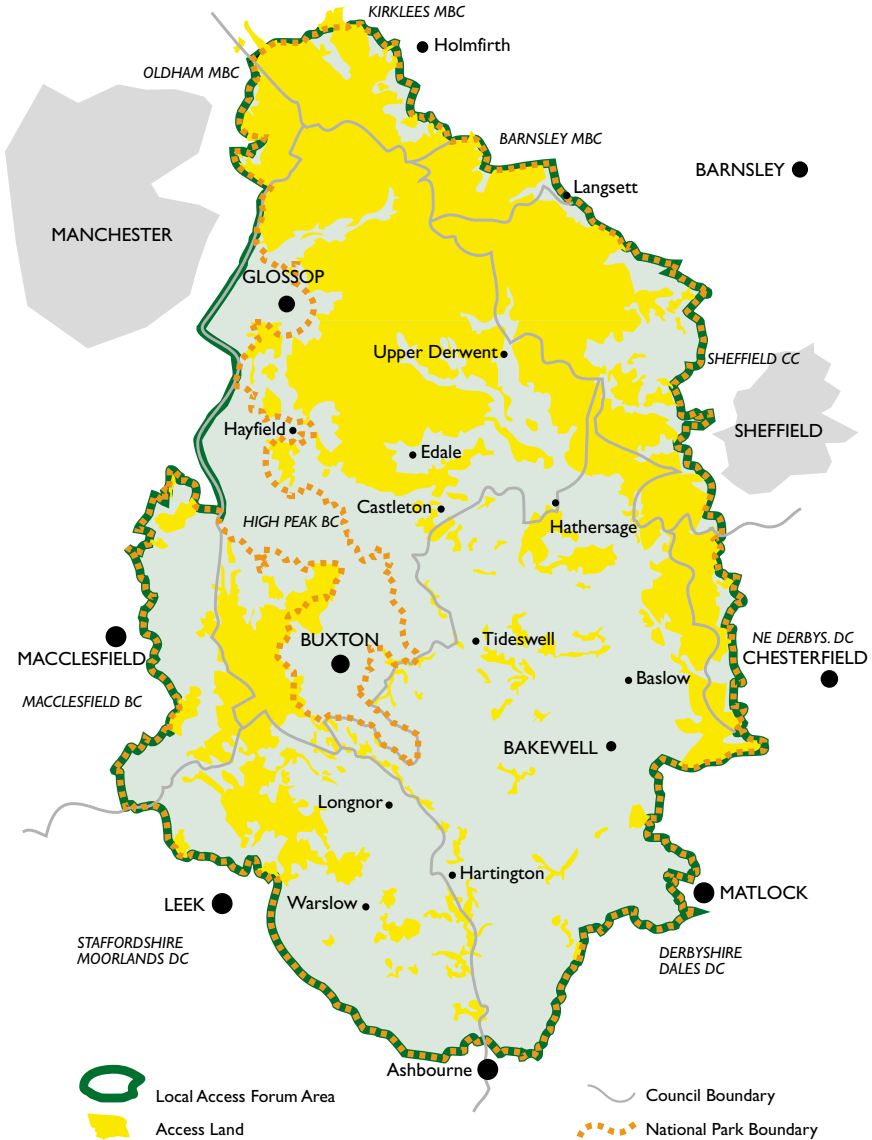 KIRKLEES MBC
Holmfirth
OLDHAM MBC
BARNSLEY MBC
BARNSLEY
Langsett
MANCHESTER
GLOSSOP
Upper Derwent
SHEFFIELD CC
Hayfield
SHEFFIELD
Edale
Castleton
HIGH PEAK BC
Hathersage
BUXTON
Tideswell
NE DERBYS. DC
MACCLESFIELD
CHESTERFIELD
Baslow
MACCLESFIELD BC
BAKEWELL
Longnor
Hartington
LEEK
Warslow
MATLOCK
STAFFORDSHIRE
MOORLANDS DC
DERBYSHIRE
DALES DC
Ashbourne
Local Access Forum Area
Council Boundary
Access Land
National Park Boundary